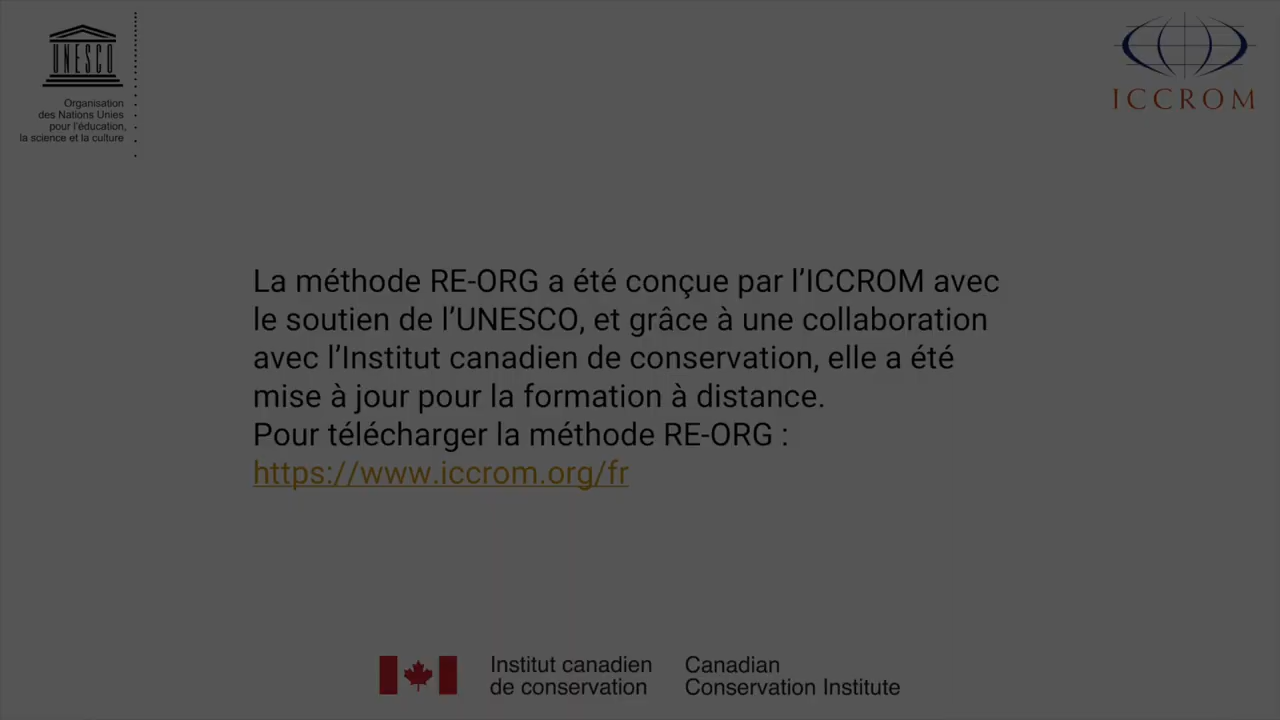 UNESCO
Organisation
des Nations Unies
pour l'éducation,
la science et la culture
ICCROM
La méthode RE-ORG a été conçue par l’ICCROM avec
le soutien de l’UNESCO, et grâce à une collaboration
avec l’Institut canadien de conservation, elle a été
mise à jour pour la formation à distance.
Pour télécharger la méthode RE-ORG :
https://www.iccrom.org/fr
Institut canadien
de conservation
Canadian
Conservation Institute